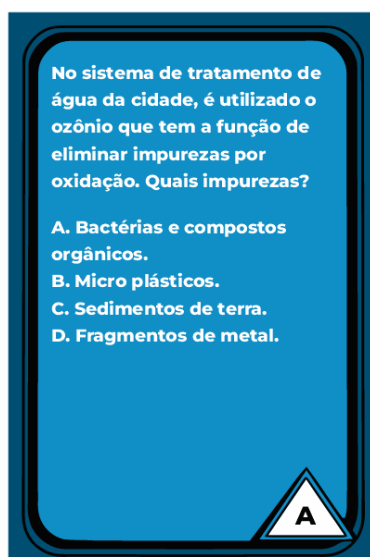 No sistema de tratamento de
água da cidade, é utilizado o
ozônio que tem a função de
eliminar impurezas por
oxidação. Quais impurezas?
A. Bactérias e compostos
orgânicos.
B. Micro plásticos.
C. Sedimentos de terra.
D. Fragmentos de metal.
A